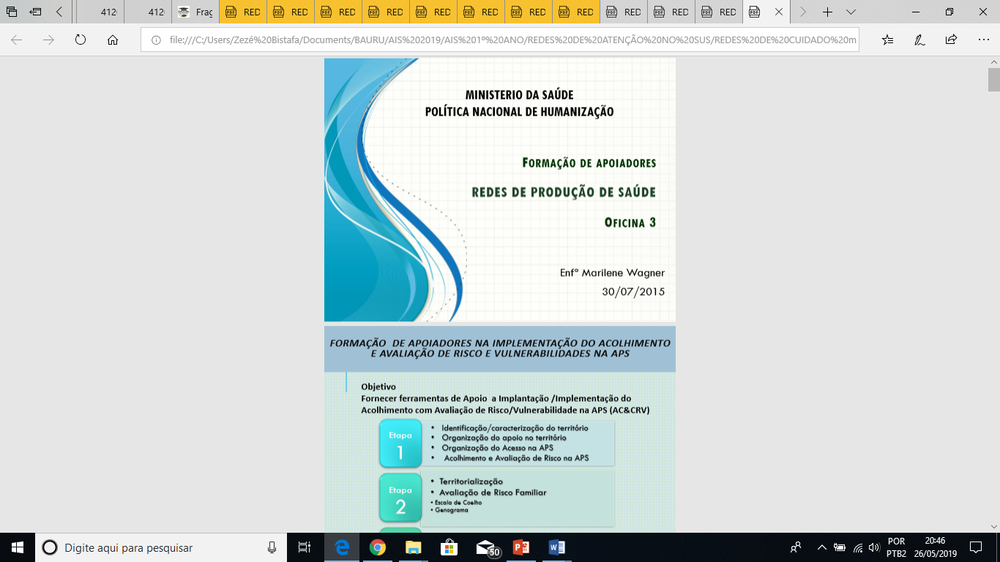 412( 412( Frag RED RED RED RED RED RED RED RED RED RED RED
file:///C:/Users/Zezé%20Bistafa/Documents/BAURU/AIS%202019/AIS%201º%20ANO/REDES%20DE%20ATENÇÃO%20NO%20SUS/REDES%20DE%20CUIDADO%20m
MINISTERIO DA SAÚDE
POLÍTICA NACIONAL DE HUMANIZAÇÃO
FORMAÇÃO DE APOIADORES
REDES DE PRODUÇÃO DE SAÚDE
OFICINA 3
Enfª Marilene Wagner
30/07/2015
FORMAÇÃO DE APOIADORES NA IMPLEMENTAÇÃO DO ACOLHIMENTO
E AVALIAÇÃO DE RISCO E VULNERABILIDADES NA APS
Objetivo
Fornecer ferramentas de Apoio a Implantação /Implementação do
Acolhimento com Avaliação de Risco/Vulnerabilidade na APS (AC&CRV)
Etapa
1
• Identificação/caracterização do território
• Organização do apoio no território
• Organização do Acesso na APS
• Acolhimento e Avaliação de Risco na APS
Etapa
2
• Territorialização
• Avaliação de Risco Familiar
• Escala de Coelho
• Genograma
Digite aqui para pesquisar
50
POR
PTB2
20:46
26/05/2019